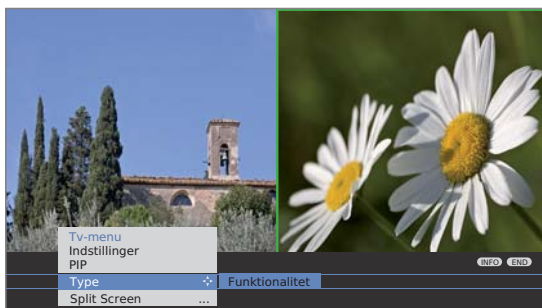 Tv-menu
Indstillinger
PIP
INFO END
Type Funktionalitet
Split Screen ...